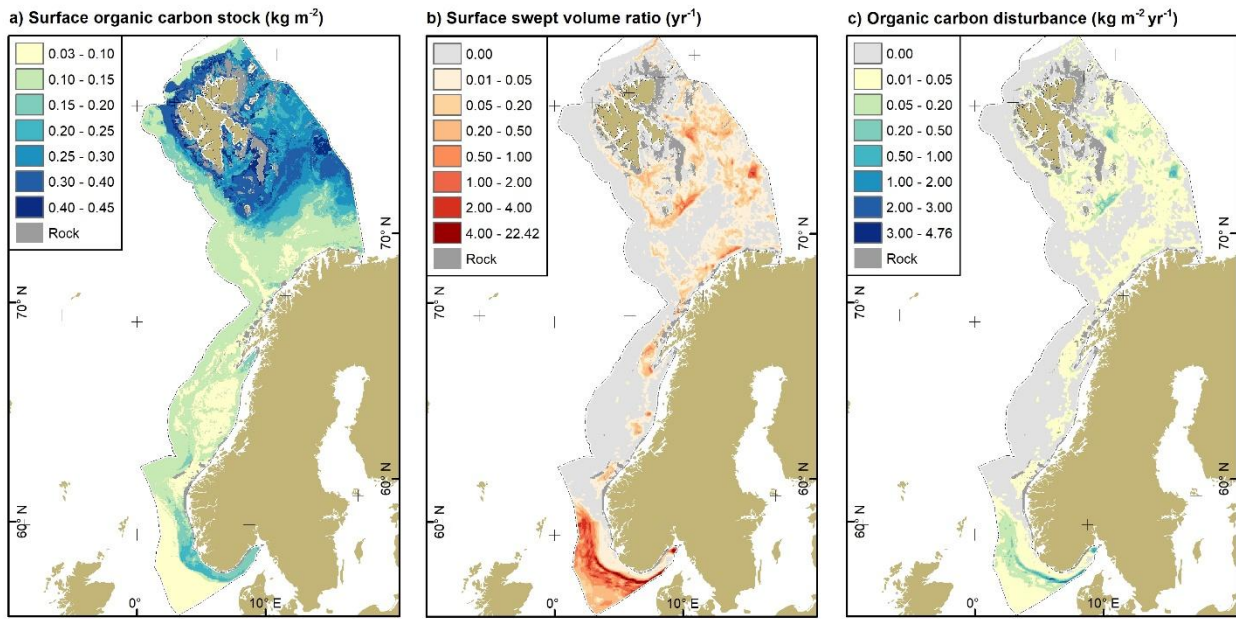 a) Surface organic carbon stock (kg m⁻²)
0.03 - 0.10
0.10 - 0.15
0.15 - 0.20
0.20 - 0.25
0.25 - 0.30
0.30 - 0.40
0.40 - 0.45
Rock
70° N
70° N
60° N
60° N
0°
10° E
b) Surface swept volume ratio (yr⁻¹)
0.00
0.01 - 0.05
0.05 - 0.20
0.20 - 0.50
0.50 - 1.00
1.00 - 2.00
2.00 - 4.00
4.00 - 22.42
Rock
70° N
70° N
60° N
60° N
0°
10° E
c) Organic carbon disturbance (kg m⁻² yr⁻¹)
0.00
0.01 - 0.05
0.05 - 0.20
0.20 - 0.50
0.50 - 1.00
1.00 - 2.00
2.00 - 3.00
3.00 - 4.76
Rock
70° N
70° N
60° N
60° N
0°
10° E